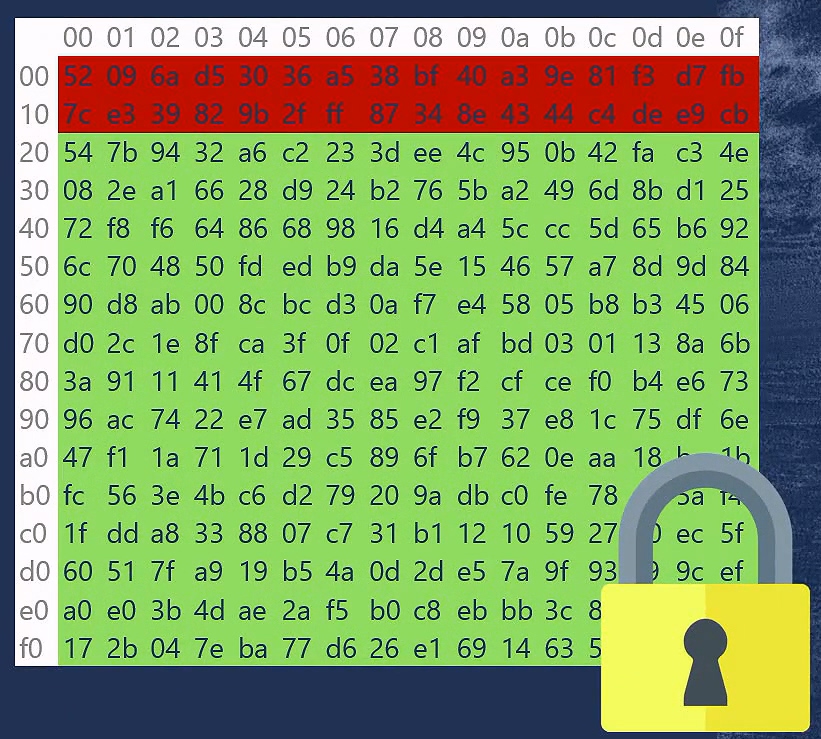 00 01 02 03 04 05 06 07 08 09 0a 0b 0c 0d 0e 0f
00 52 09 6a d5 30 36 a5 38 bf 40 a3 9e 81 f3 d7 fb
10 7c e3 39 82 9b 2f ff 87 34 8e 43 44 c4 de e9 cb
20 54 7b 94 32 a6 c2 23 3d ee 4c 95 0b 42 fa c3 4e
30 08 2e a1 66 28 d9 24 b2 76 5b a2 49 6d 8b d1 25
40 72 f8 f6 64 86 68 98 16 d4 a4 5c cc 5d 65 b6 92
50 6c 70 48 50 fd ed b9 da 5e 15 46 57 a7 8d 9d 84
60 90 d8 ab 00 8c bc d3 0a f7 e4 58 05 b8 b3 45 06
70 d0 2c 1e 8f ca 3f 0f 02 c1 af bd 03 01 13 8a 6b
80 3a 91 11 41 4f 67 dc ea 97 f2 cf ce f0 b4 e6 73
90 96 ac 74 22 e7 ad 35 85 e2 f9 37 e8 1c 75 df 6e
a0 47 f1 1a 71 1d 29 c5 89 6f b7 62 0e aa 18 1b
b0 fc 56 3e 4b c6 d2 79 20 9a db c0 fe 78 5a f4
c0 1f dd a8 33 88 07 c7 31 b1 12 10 59 27 ec 5f
d0 60 51 7f a9 19 b5 4a 0d 2d e5 7a 9f 93 9c ef
e0 a0 e0 3b 4d ae 2a f5 b0 c8 eb bb 3c
f0 17 2b 04 7e ba 77 d6 26 e1 69 14 63